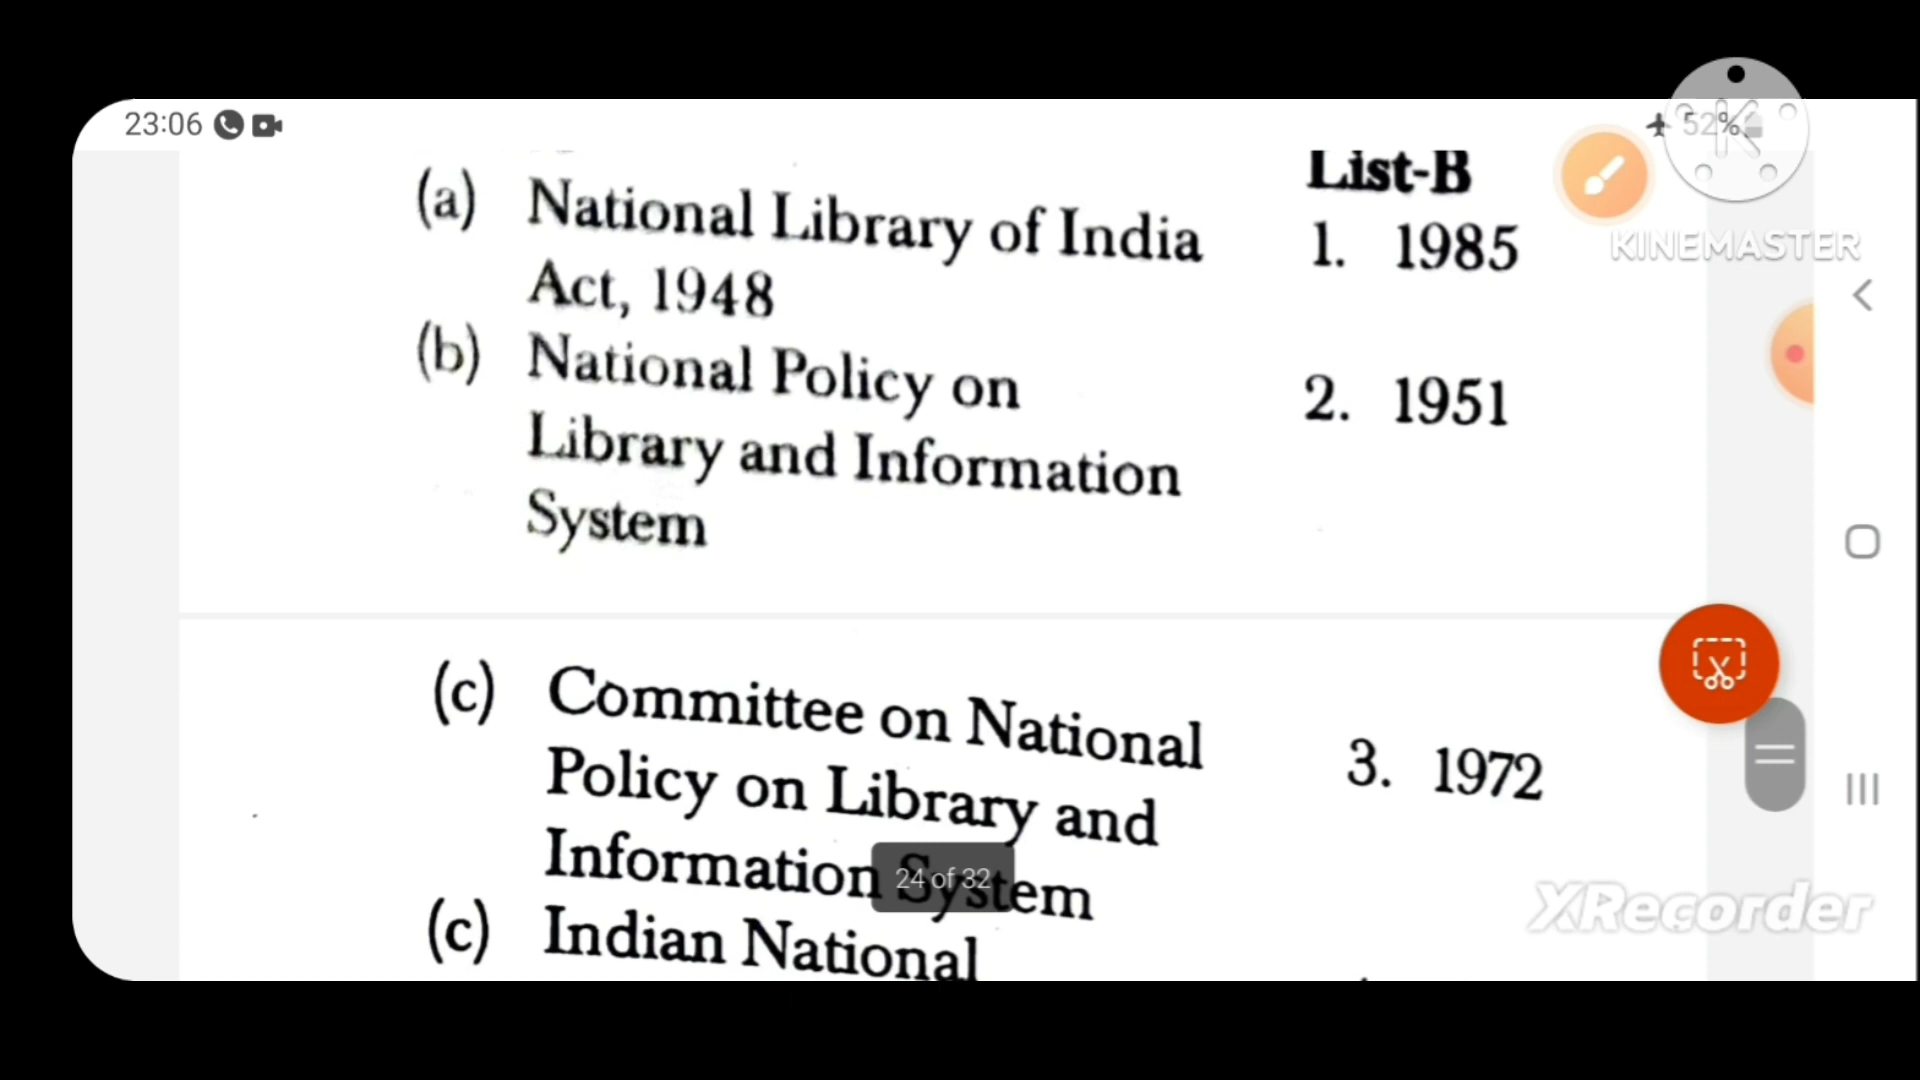 23:06
52%
KINEMASTER
List-B
(a) National Library of India 1. 1985
Act, 1948
(b) National Policy on 2. 1951
Library and Information
System
(c) Committee on National 3. 1972
Policy on Library and
Information System
24 of 32
(c) Indian National
XRecorder